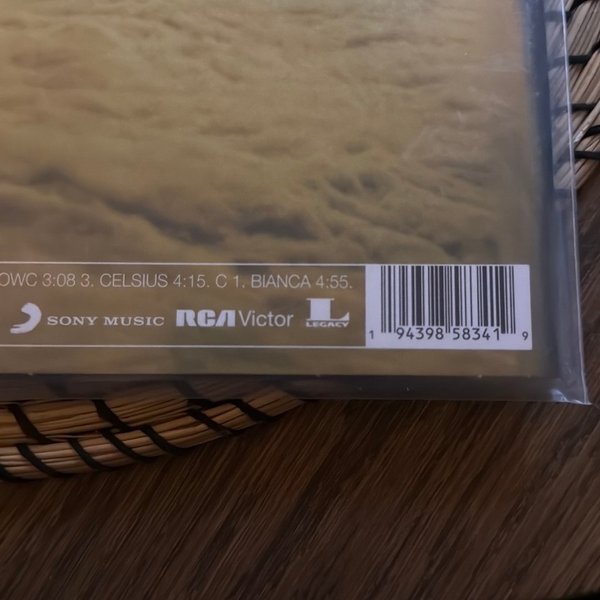 OWC 3:08 3. CELSIUS 4:15. C 1. BIANCA 4:55.
SONY MUSIC RCA Victor L LEGACY
1 94398 58341 9